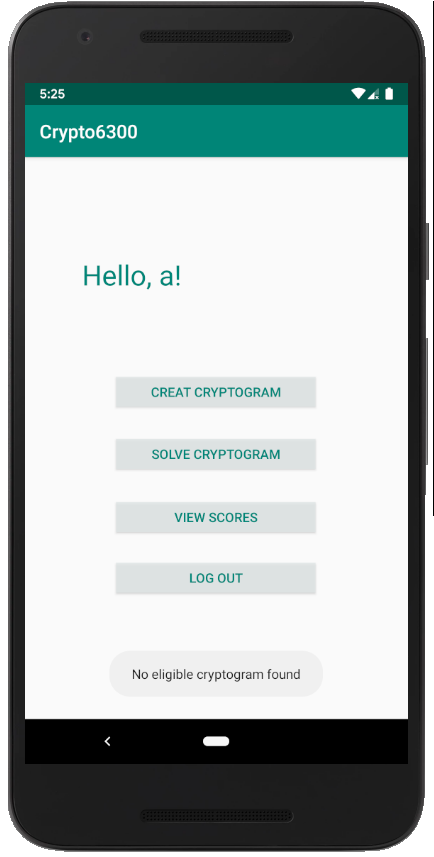 5:25
Crypto6300
Hello, a!
CREAT CRYPTOGRAM
SOLVE CRYPTOGRAM
VIEW SCORES
LOG OUT
No eligible cryptogram found